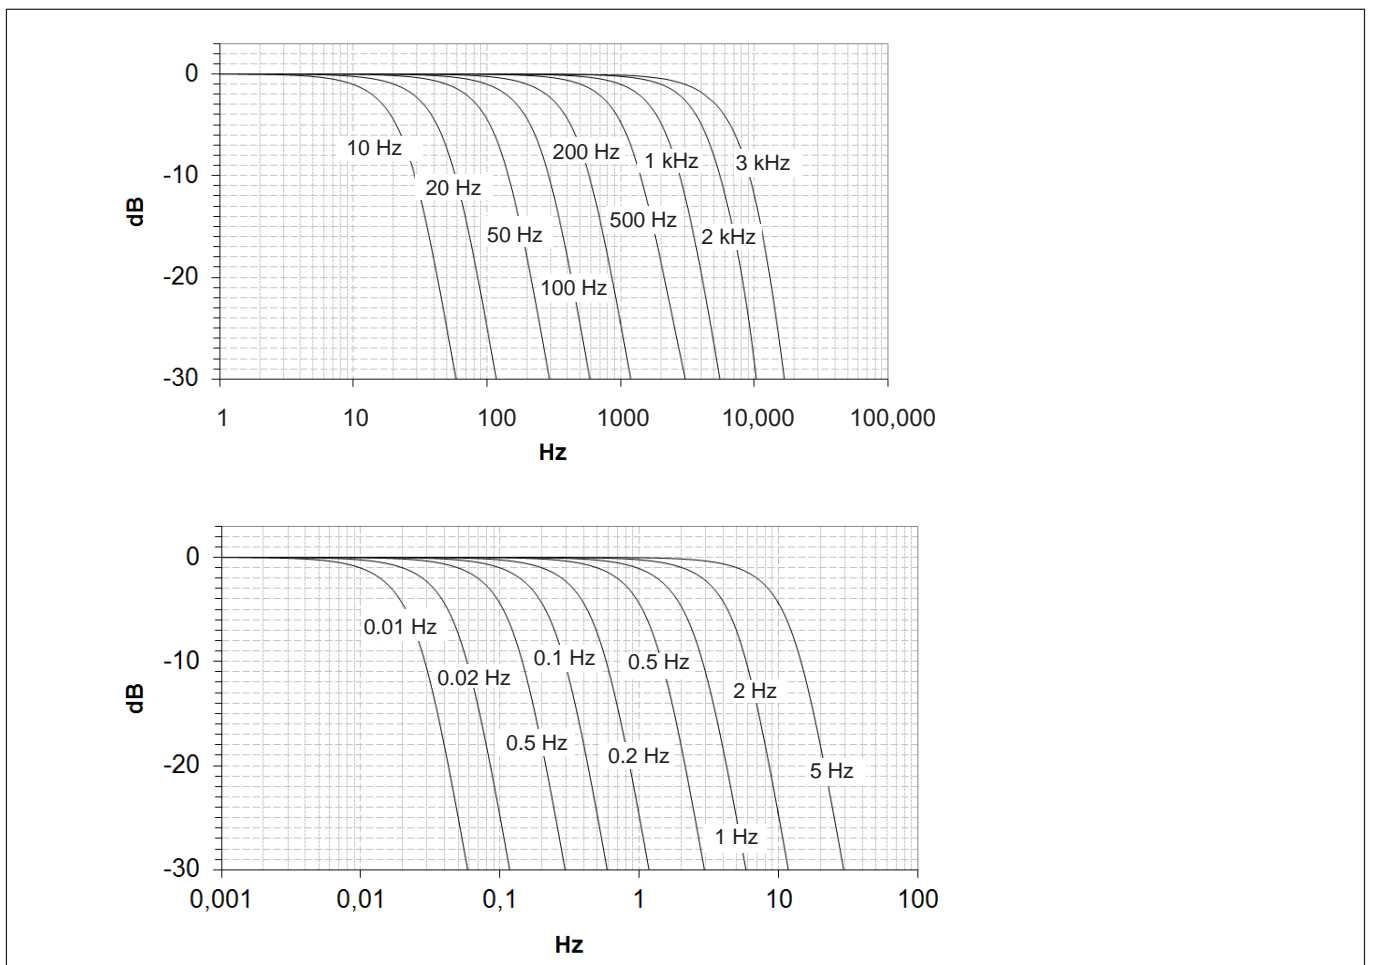 0
-10
-20
-30
dB
10 Hz
20 Hz
50 Hz
100 Hz
200 Hz
500 Hz
1 kHz
2 kHz
3 kHz
1 10 100 1000 10,000 100,000
Hz
0
-10
-20
-30
dB
0.01 Hz
0.02 Hz
0.5 Hz
0.1 Hz
0.2 Hz
0.5 Hz
1 Hz
2 Hz
5 Hz
0,001 0,01 0,1 1 10 100
Hz